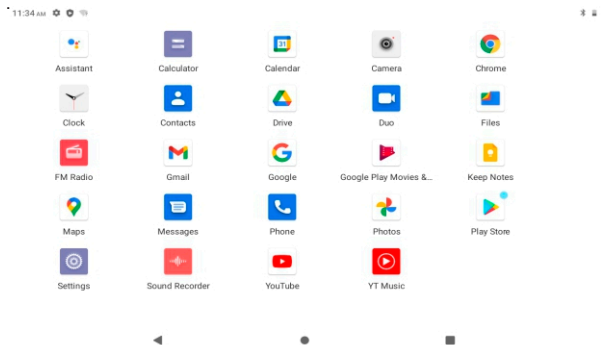 11:34 AM
Assistant
Calculator
31
Calendar
Camera
Chrome
Clock
Contacts
Drive
Duo
Files
FM Radio
Gmail
Google
Google Play Movies &...
Keep Notes
Maps
Messages
Phone
Photos
Play Store
Settings
Sound Recorder
YouTube
YT Music